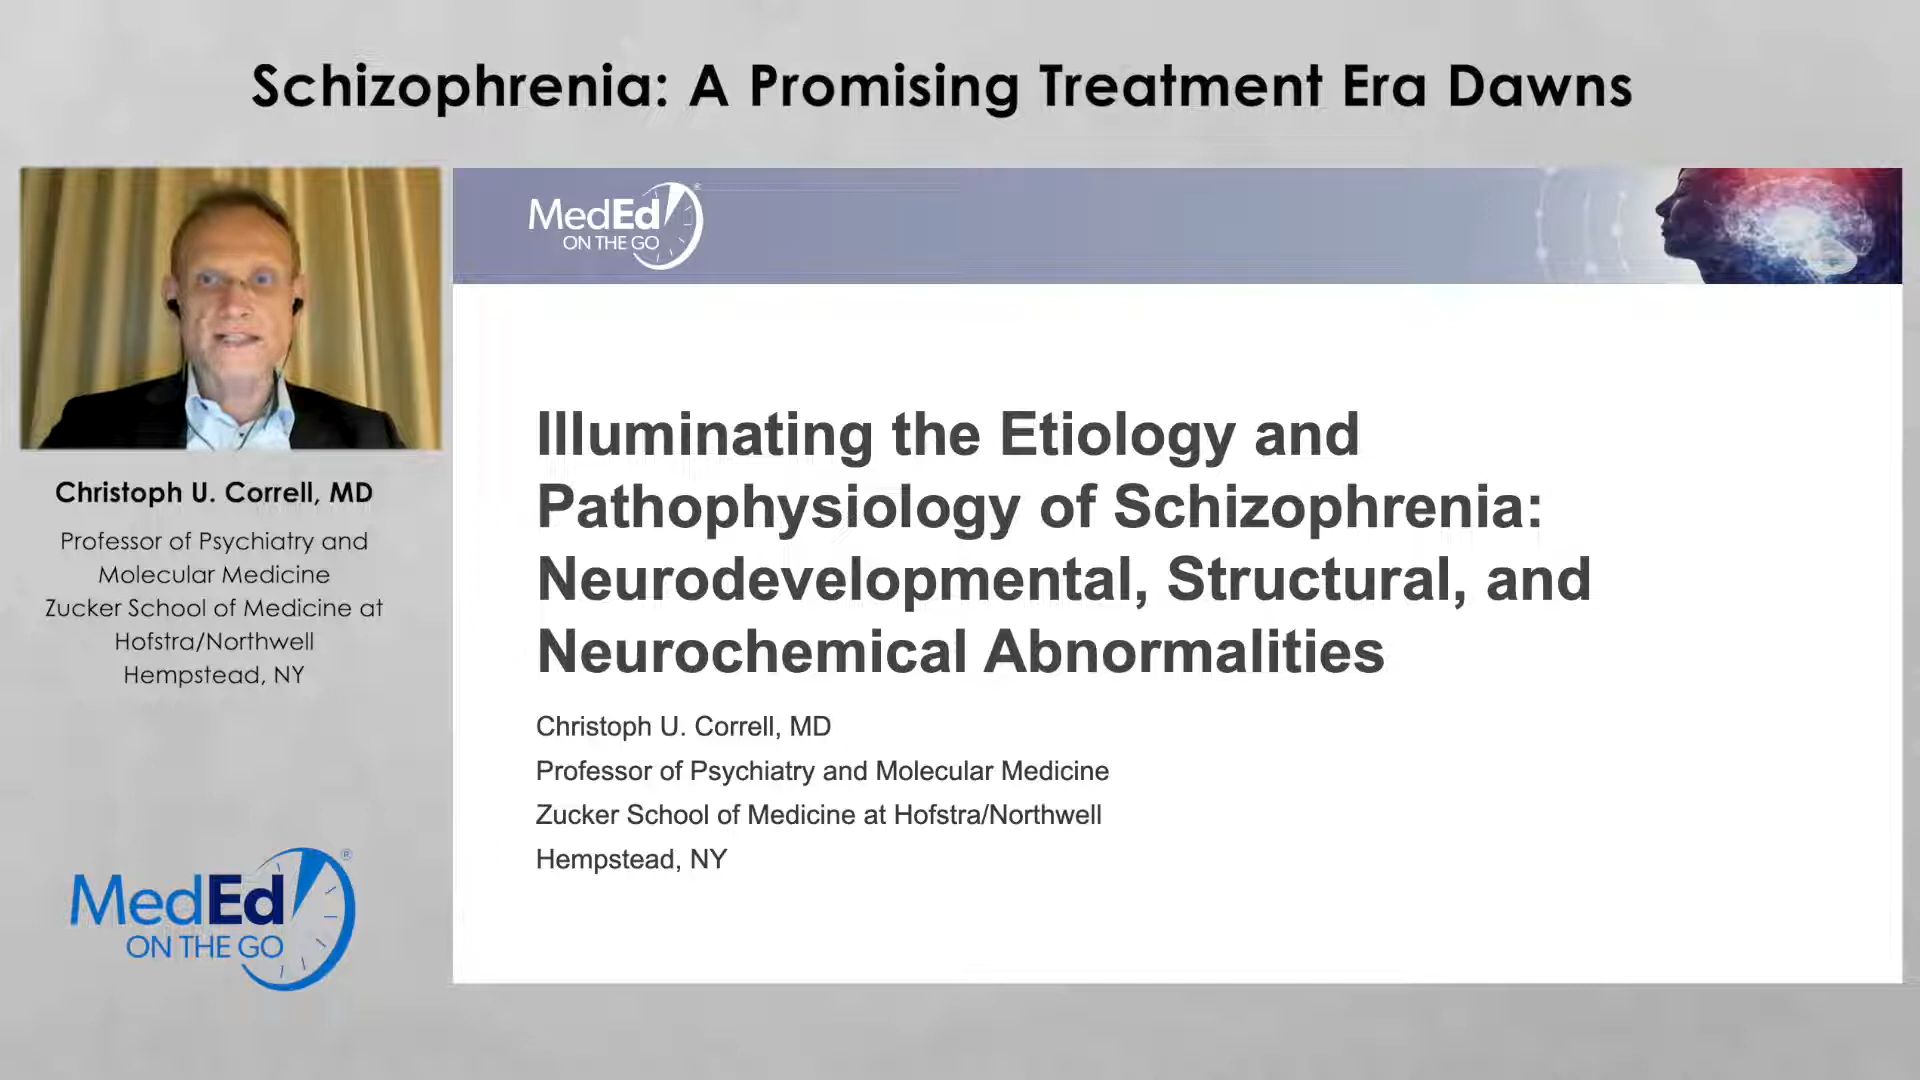 Schizophrenia: A Promising Treatment Era Dawns
MedEd®
ON THE GO
Illuminating the Etiology and
Pathophysiology of Schizophrenia:
Neurodevelopmental, Structural, and
Neurochemical Abnormalities
Christoph U. Correll, MD
Professor of Psychiatry and Molecular Medicine
Zucker School of Medicine at Hofstra/Northwell
Hempstead, NY
Christoph U. Correll, MD
Professor of Psychiatry and
Molecular Medicine
Zucker School of Medicine at
Hofstra/Northwell
Hempstead, NY
MedEd®
ON THE GO